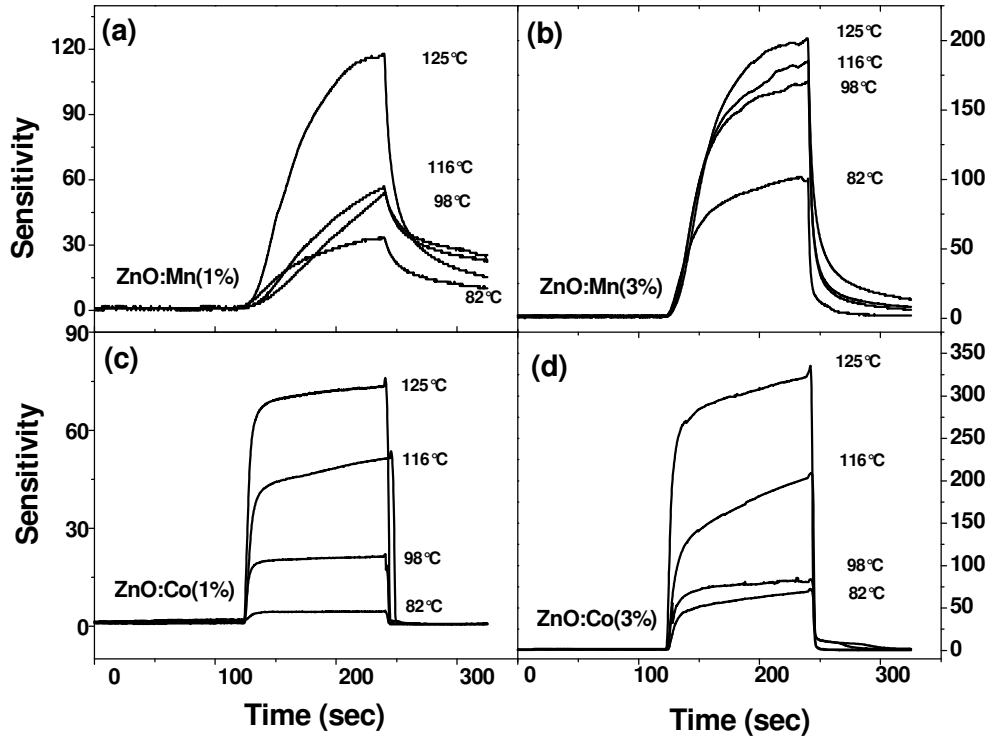 (a)
120
90
60
30
0
Sensitivity
125°C
116°C
98°C
82°C
ZnO:Mn(1%)
(b)
200
150
100
50
0
125°C
116°C
98°C
82°C
ZnO:Mn(3%)
(c)
90
60
30
0
Sensitivity
125°C
116°C
98°C
82°C
ZnO:Co(1%)
0 100 200 300
Time (sec)
(d)
350
300
250
200
150
100
50
0
125°C
116°C
98°C
82°C
ZnO:Co(3%)
0 100 200 300
Time (sec)